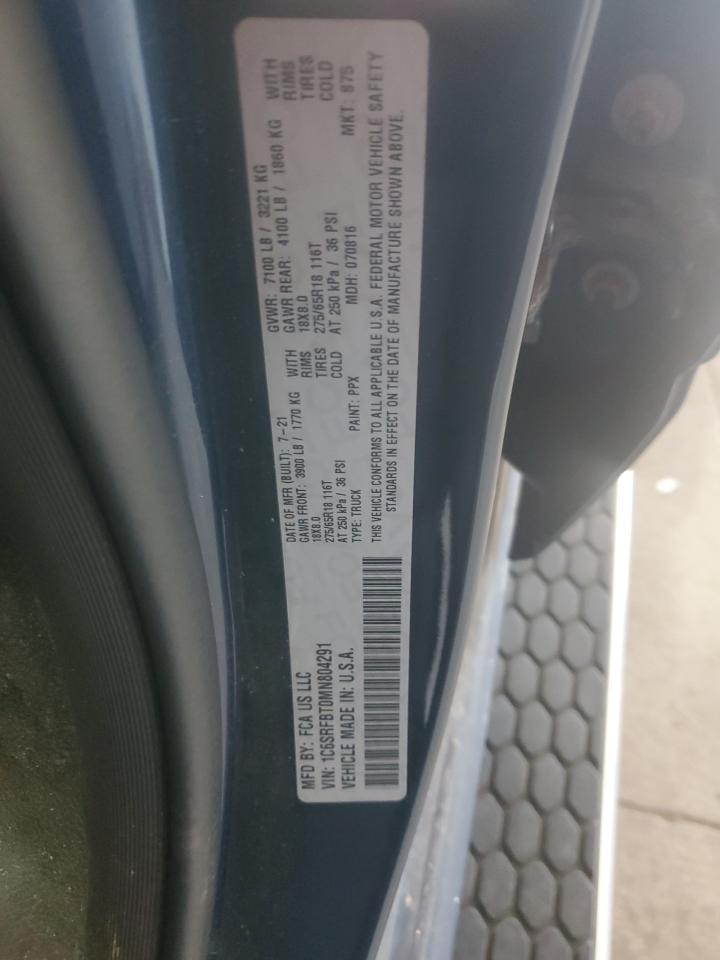 MFD BY: FCA US LLC
VIN: 1C6SRFBT0MN804291
VEHICLE MADE IN: U.S.A.
DATE OF MFR (BUILT): 7-21
GAWR FRONT: 3900 LB / 1770 KG WITH
18X8.0 RIMS
275/65R18 116T TIRES
AT 250 kPa / 36 PSI COLD
TYPE: TRUCK PAINT: PPX
GVWR: 7100 LB / 3221 KG
GAWR REAR: 4100 LB / 1860 KG WITH
18X8.0 RIMS
275/65R18 116T TIRES
AT 250 kPa / 36 PSI COLD
MDH: 070816 MKT: 875
THIS VEHICLE CONFORMS TO ALL APPLICABLE U.S.A. FEDERAL MOTOR VEHICLE SAFETY
STANDARDS IN EFFECT ON THE DATE OF MANUFACTURE SHOWN ABOVE.